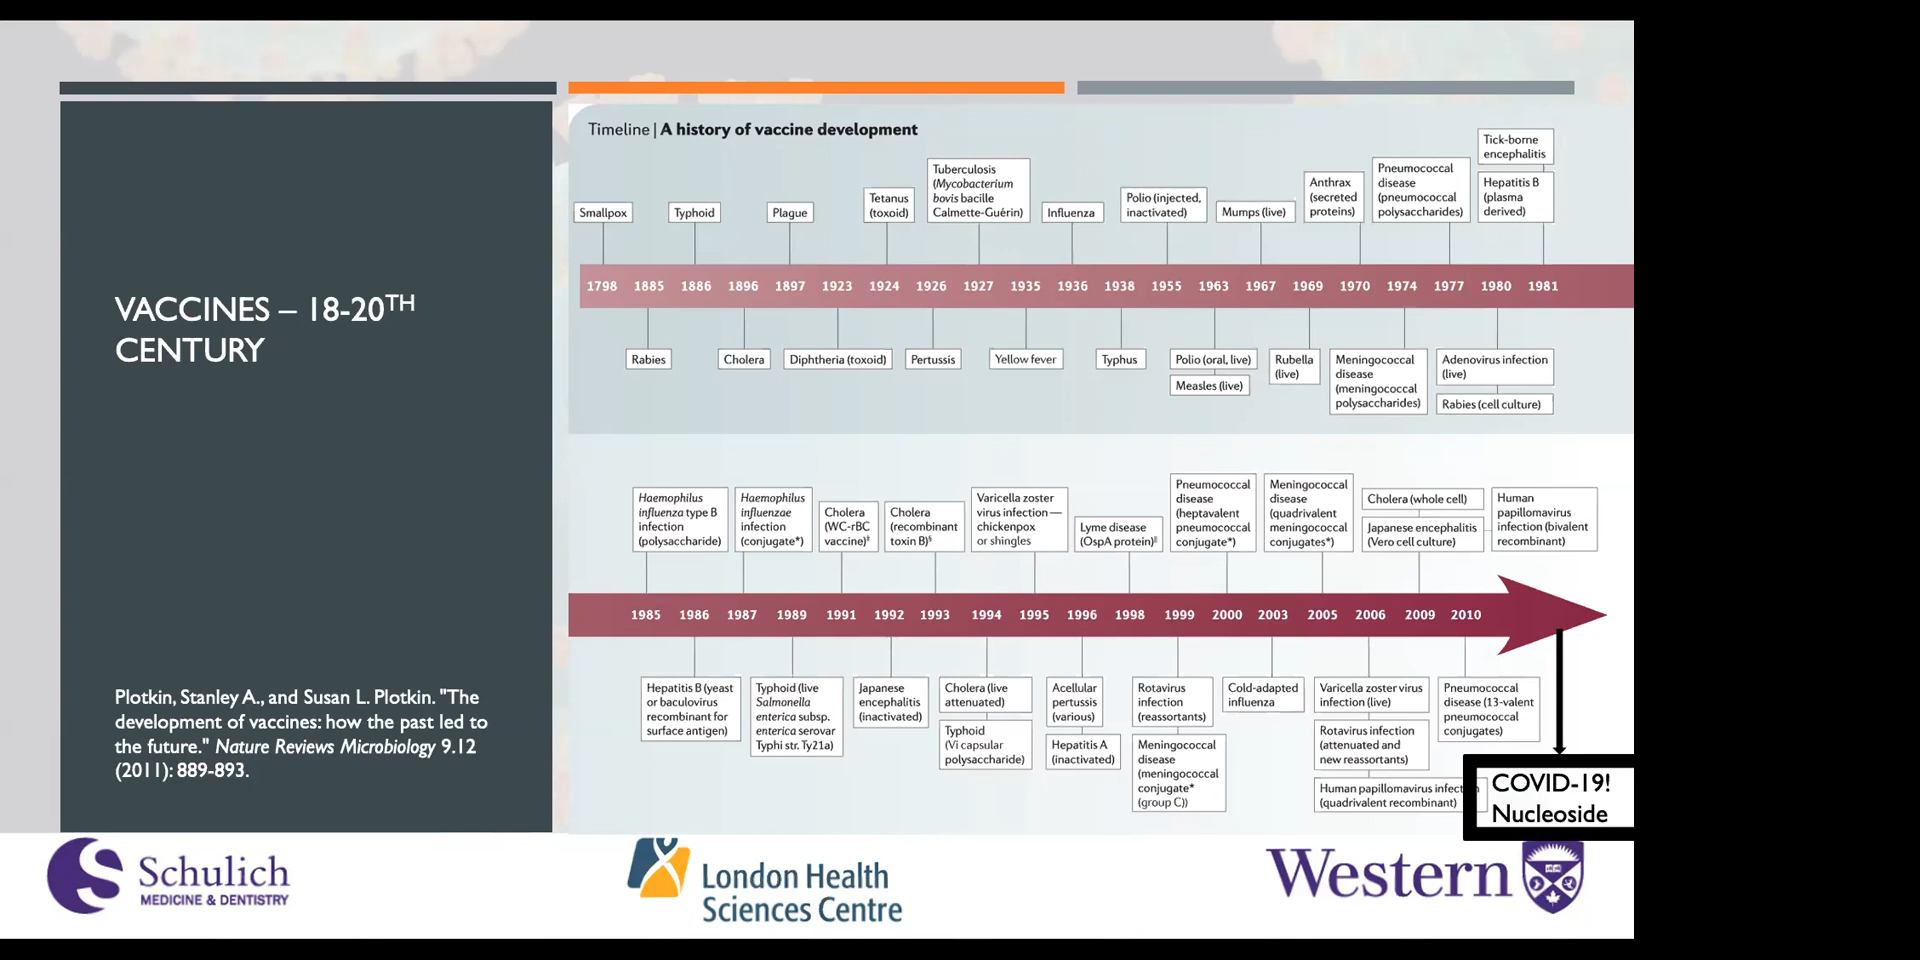 VACCINES – 18-20TH
CENTURY
Plotkin, Stanley A., and Susan L. Plotkin. "The
development of vaccines: how the past led to
the future." Nature Reviews Microbiology 9.12
(2011): 889-893.
Timeline | A history of vaccine development
Smallpox
Typhoid
Plague
Tetanus
(toxoid)
Tuberculosis
(Mycobacterium
bovis bacille
Calmette-Guérin)
Influenza
Polio (injected,
inactivated)
Mumps (live)
Anthrax
(secreted
proteins)
Pneumococcal
disease
(pneumococcal
polysaccharides)
Tick-borne
encephalitis
Hepatitis B
(plasma
derived)
1798 1885 1886 1896 1897 1923 1924 1926 1927 1935 1936 1938 1955 1963 1967 1969 1970 1974 1977 1980 1981
Rabies
Cholera
Diphtheria (toxoid)
Pertussis
Yellow fever
Typhus
Polio (oral, live)
Measles (live)
Rubella
(live)
Meningococcal
disease
(meningococcal
polysaccharides)
Adenovirus infection
(live)
Rabies (cell culture)
Haemophilus
influenza type B
infection
(polysaccharide)
Haemophilus
influenzae
infection
(conjugate*)
Cholera
(WC-rBC
vaccine)‡
Cholera
(recombinant
toxin B)§
Varicella zoster
virus infection —
chickenpox
or shingles
Lyme disease
(OspA protein)||
Pneumococcal
disease
(heptavalent
pneumococcal
conjugate*)
Meningococcal
disease
(quadrivalent
meningococcal
conjugates*)
Cholera (whole cell)
Japanese encephalitis
(Vero cell culture)
Human
papillomavirus
infection (bivalent
recombinant)
1985 1986 1987 1989 1991 1992 1993 1994 1995 1996 1998 1999 2000 2003 2005 2006 2009 2010
Hepatitis B (yeast
or baculovirus
recombinant for
surface antigen)
Typhoid (live
Salmonella
enterica subsp.
enterica serovar
Typhi str. Ty21a)
Japanese
encephalitis
(inactivated)
Cholera (live
attenuated)
Typhoid
(Vi capsular
polysaccharide)
Acellular
pertussis
(various)
Hepatitis A
(inactivated)
Rotavirus
infection
(reassortants)
Meningococcal
disease
(meningococcal
conjugate*
(group C))
Cold-adapted
influenza
Varicella zoster virus
infection (live)
Rotavirus infection
(attenuated and
new reassortants)
Human papillomavirus infection
(quadrivalent recombinant)
Pneumococcal
disease (13-valent
pneumococcal
conjugates)
COVID-19!
Nucleoside
Schulich
MEDICINE & DENTISTRY
London Health
Sciences Centre
Western